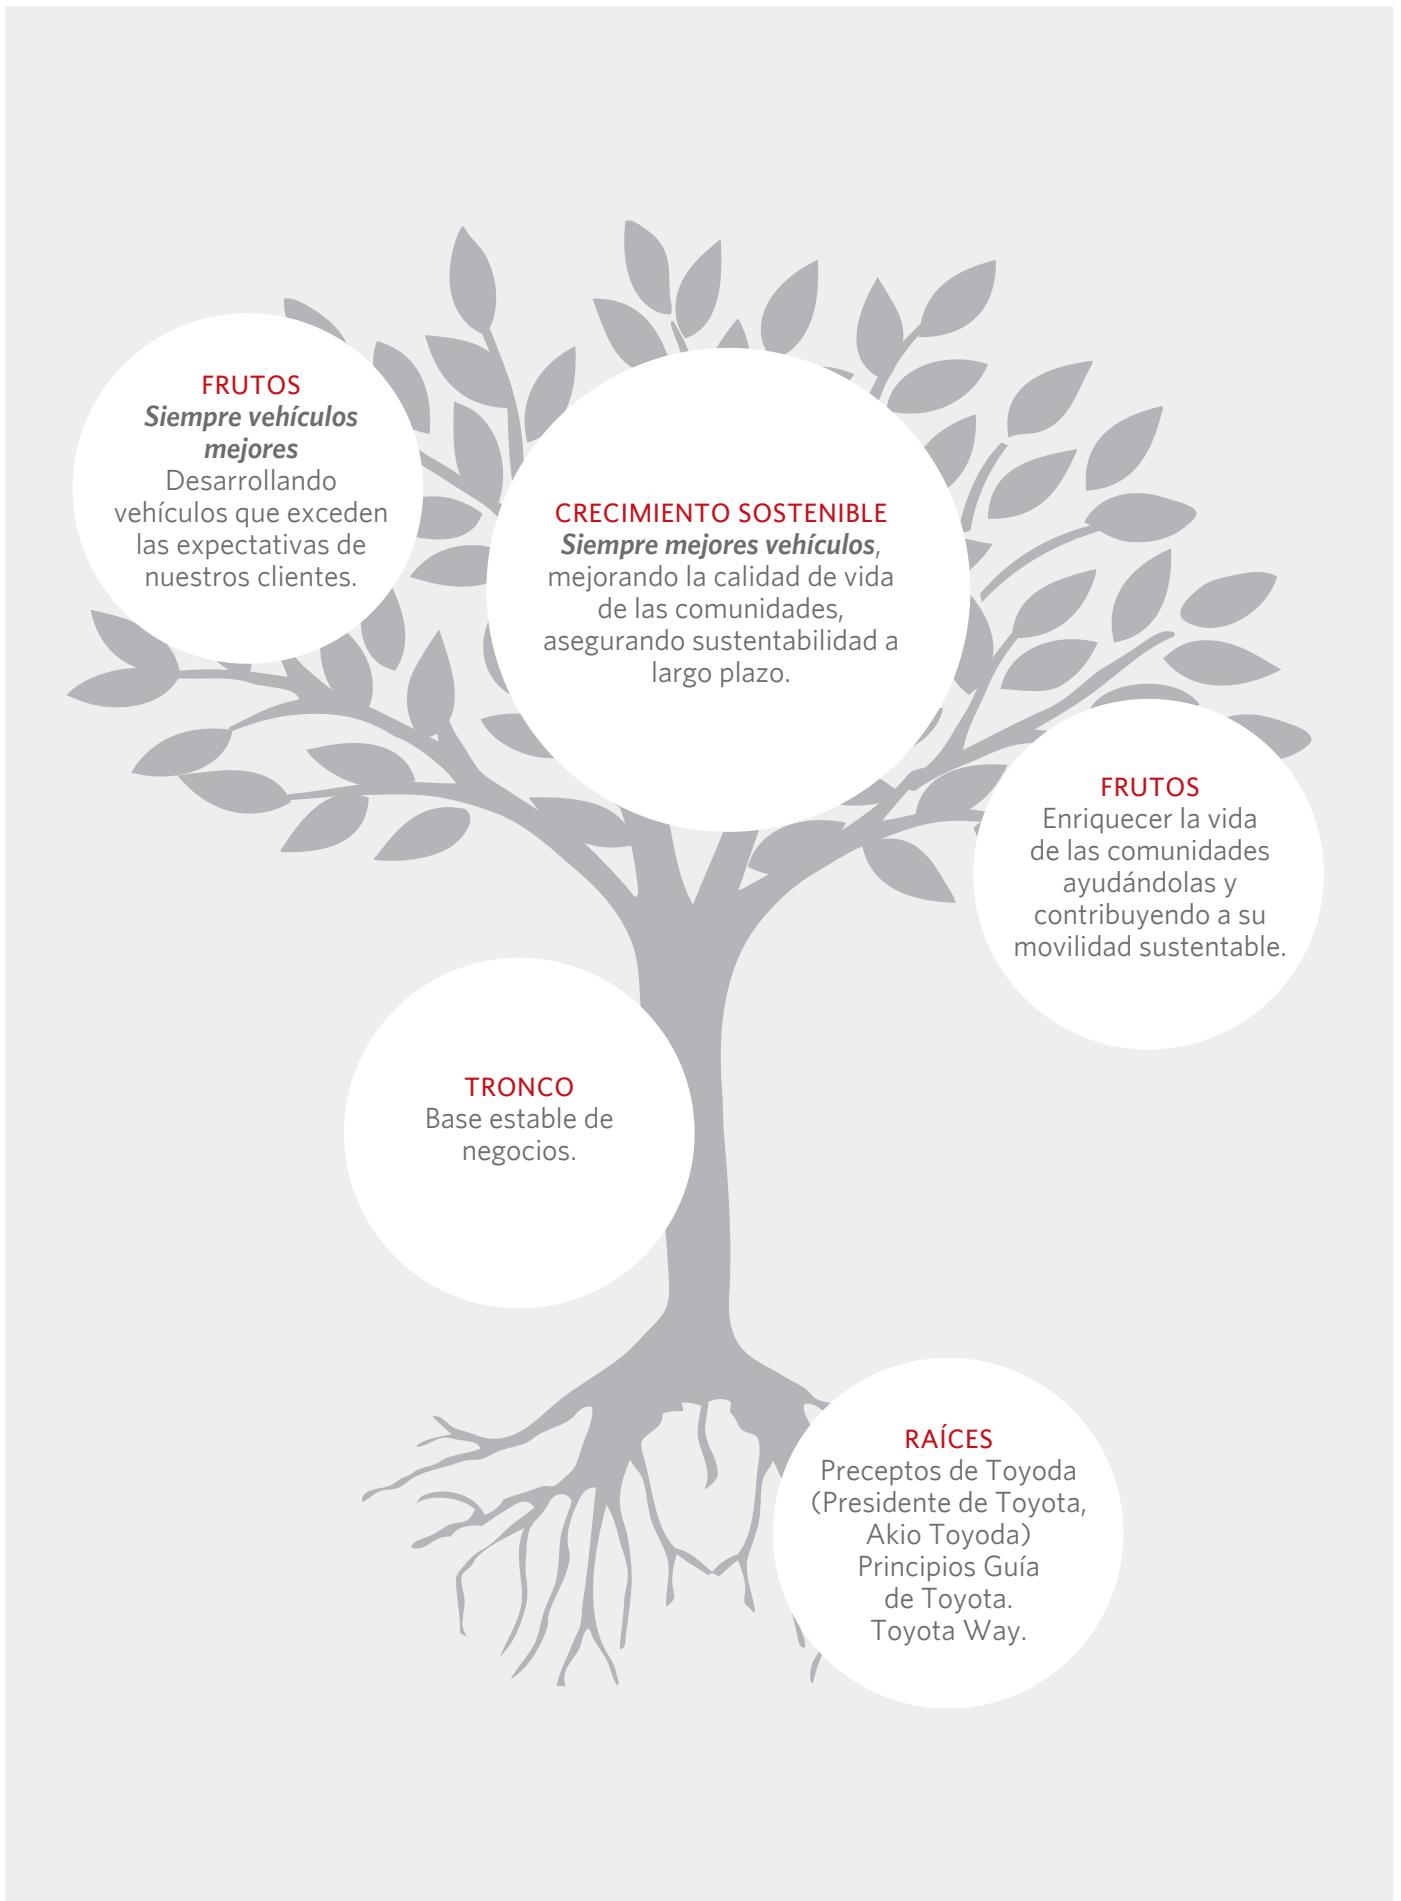 FRUTOS
Siempre vehículos
mejores
Desarrollando
vehículos que exceden
las expectativas de
nuestros clientes.
CRECIMIENTO SOSTENIBLE
Siempre mejores vehículos,
mejorando la calidad de vida
de las comunidades,
asegurando sustentabilidad a
largo plazo.
FRUTOS
Enriquecer la vida
de las comunidades
ayudándolas y
contribuyendo a su
movilidad sustentable.
TRONCO
Base estable de
negocios.
RAÍCES
Preceptos de Toyoda
(Presidente de Toyota,
Akio Toyoda)
Principios Guía
de Toyota.
Toyota Way.